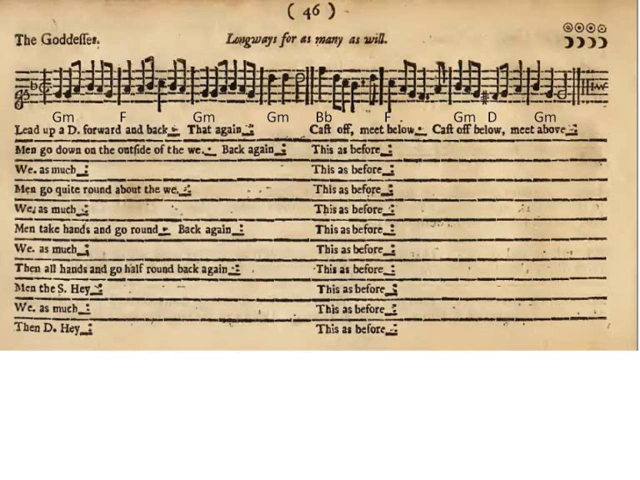 ( 46 )
The Goddeſſes. Longways for as many as will.
Gm F Gm Gm Bb F Gm D Gm
Lead up a D. forward and back That again Caſt off, meet below Caſt off below, meet above
Men go down on the outſide of the we. Back again This as before
We. as much This as before
Men go quite round about the we. This as before
We. as much This as before
Men take hands and go round Back again This as before
We. as much This as before
Then all hands and go half round back again This as before
Men the S. Hey This as before
We. as much This as before
Then D. Hey This as before